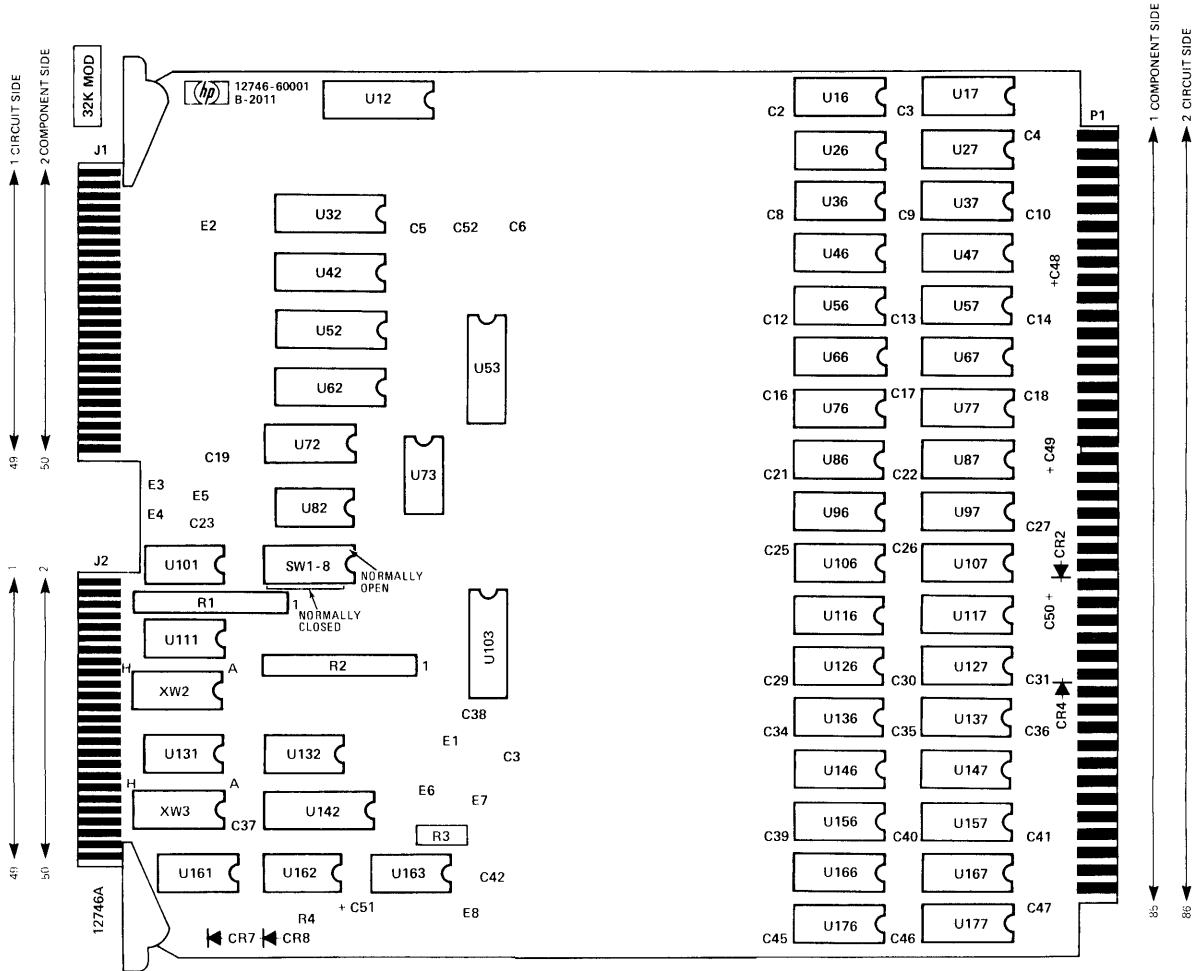 1 CIRCUIT SIDE
2 COMPONENT SIDE
32K MOD
hp
12746-60001
B-2011
U12
C2
U16
C3
U17
P1
1 COMPONENT SIDE
2 CIRCUIT SIDE
J1
U26
U27
C4
U32
E2
C5
C52
C6
C8
U36
C9
U37
C10
U42
U46
U47
+C48
U52
U53
C12
U56
C13
U57
C14
U62
U66
U67
C16
C17
C18
U76
U77
U72
U73
C19
49
50
C21
U86
C22
U87
+ C49
E3
E5
E4
C23
U82
U96
U97
C27
J2
1
2
U101
SW1-8
NORMALLY
OPEN
NORMALLY
CLOSED
C25
U106
C26
U107
CR2
R1
1
U103
U116
U117
C50 +
U111
H
A
R2
1
XW2
C29
U126
C30
U127
C31
CR4
C38
C34
U136
C35
U137
C36
U131
U132
E1
C3
U146
U147
H
A
XW3
C37
U142
E6
E7
R3
C39
U156
C40
U157
C41
49
50
12746A
U161
U162
U163
C42
U166
U167
+ C51
R4
E8
CR7
CR8
C45
U176
C46
U177
C47
85
86